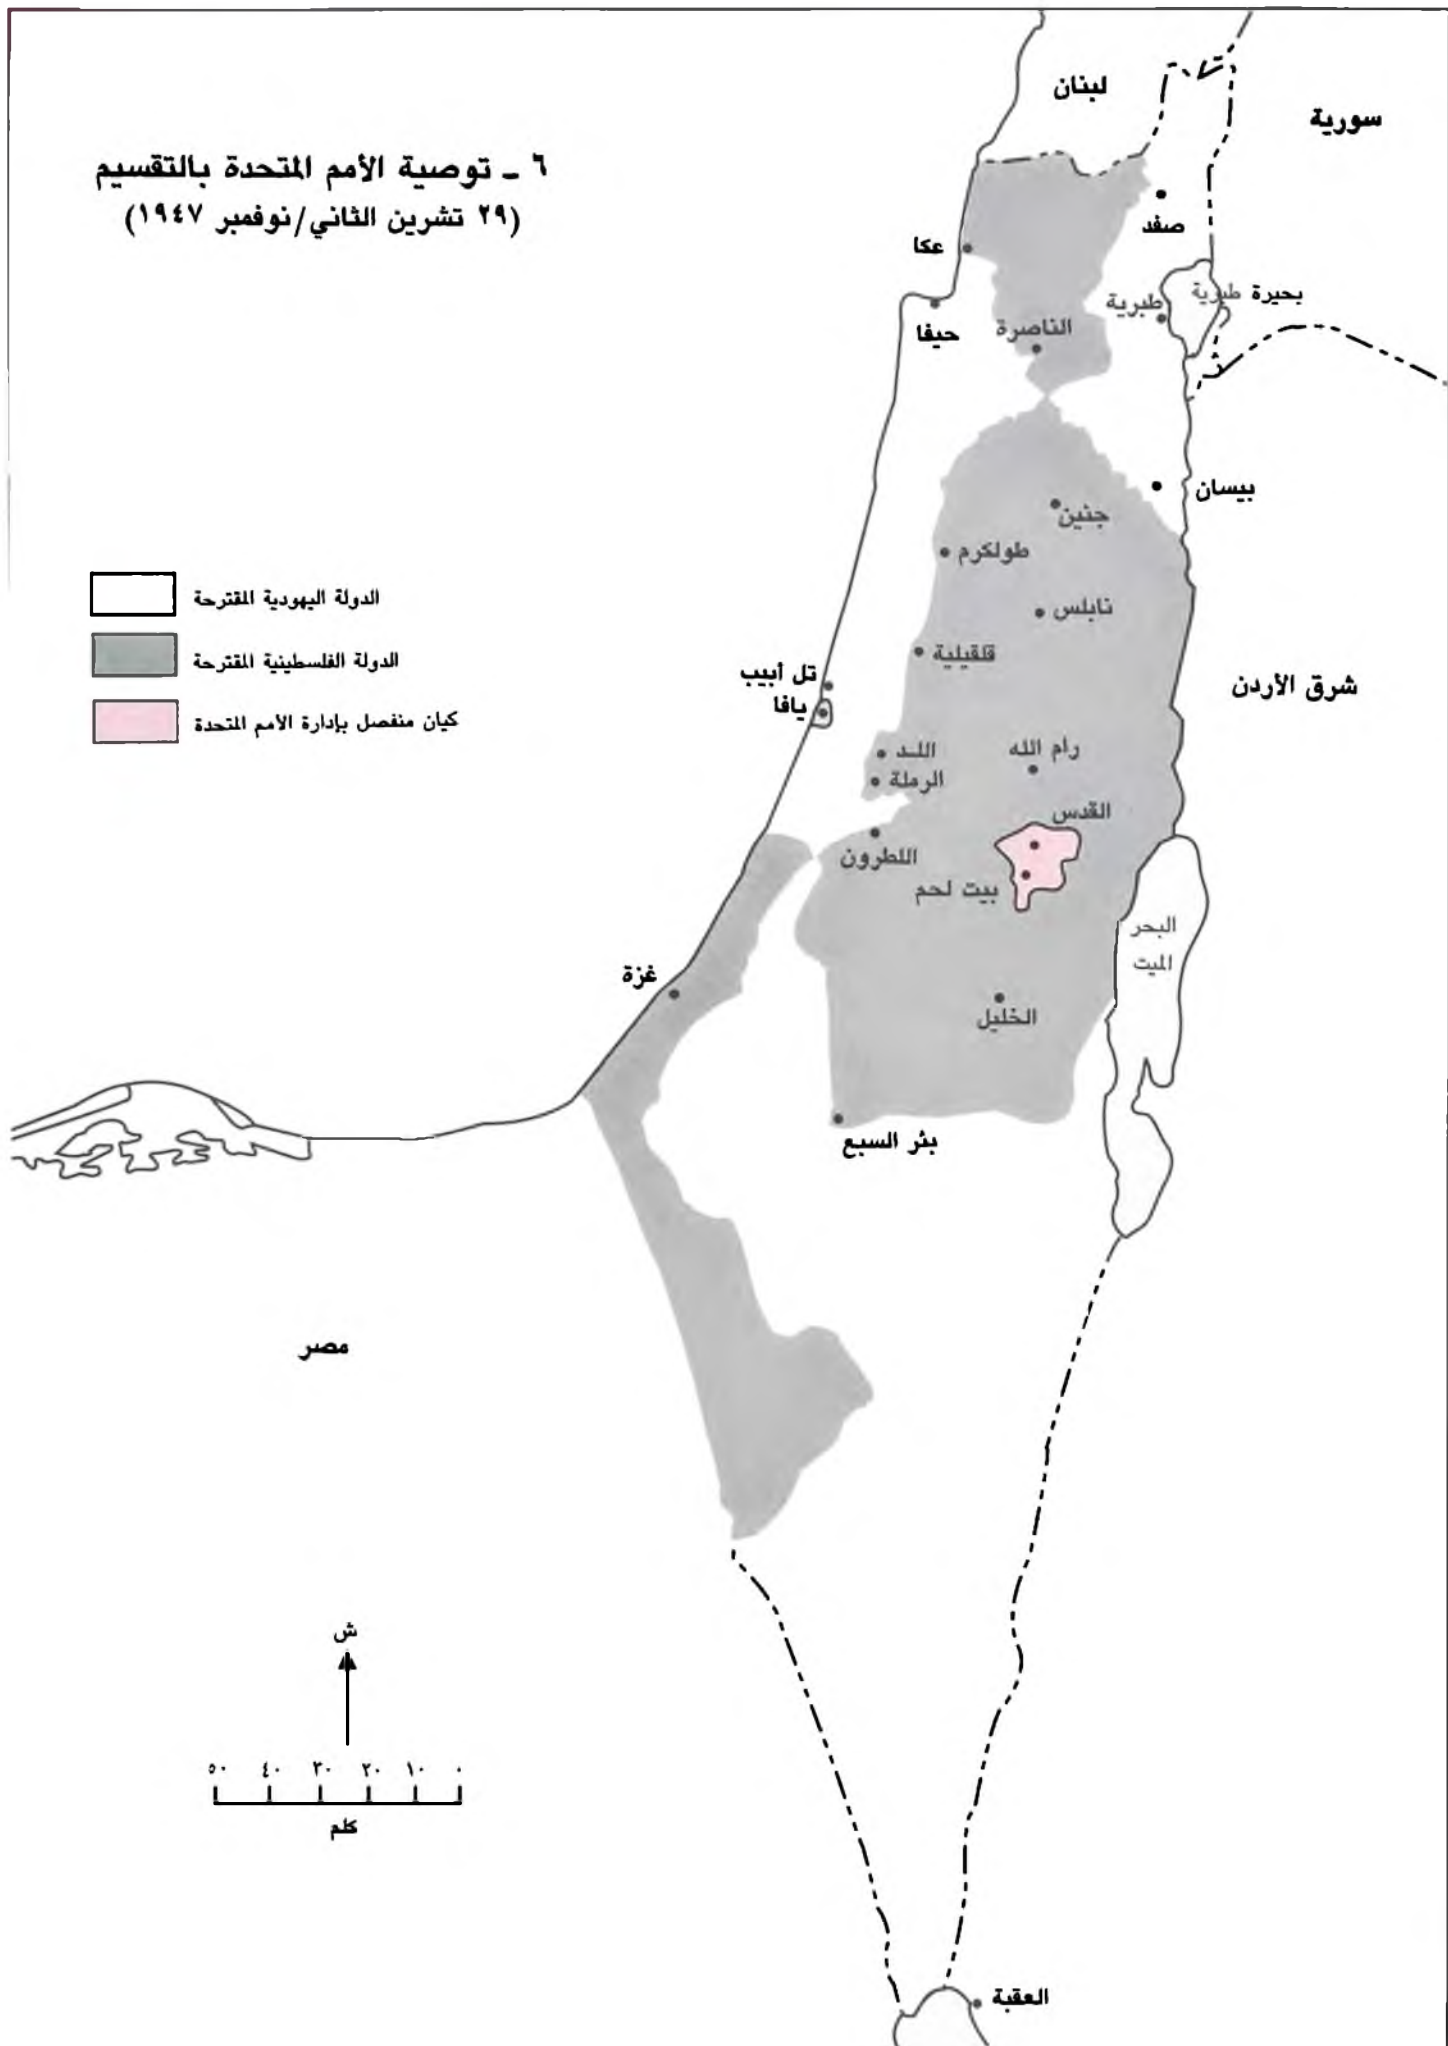 ٦ ـ توصية الأمم المتحدة بالتقسيم
(٢٩ تشرين الثاني/نوفمبر ١٩٤٧)
لبنان
سورية
صفد
عكا
بحيرة طبرية
طبرية
حيفا
الناصرة
بيسان
جنين
طولكرم
الدولة اليهودية المقترحة
نابلس
قلقيلية
الدولة الفلسطينية المقترحة
تل أبيب
شرق الأردن
يافا
كيان منفصل بإدارة الأمم المتحدة
رام الله
اللـد
الرملة
القدس
اللطرون
بيت لحم
البحر
الميت
غزة
الخليل
بئر السبع
مصر
ش
٥٠ ٤٠ ٣٠ ٢٠ ١٠ ٠
كلم
العقبة